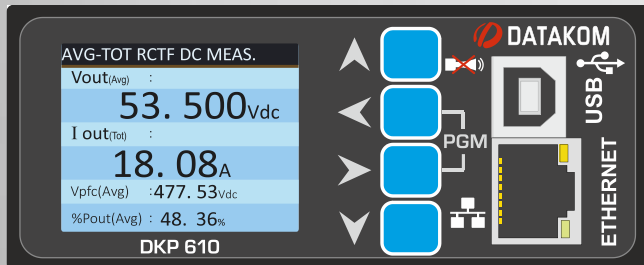 DATAKOM
AVG-TOT RCTF DC MEAS.
Vout(Avg) :
53. 500Vdc
I out(Tot) :
18. 08A
Vpfc(Avg) :477. 53Vdc
%Pout(Avg) : 48. 36%
DKP 610
PGM
USB
ETHERNET